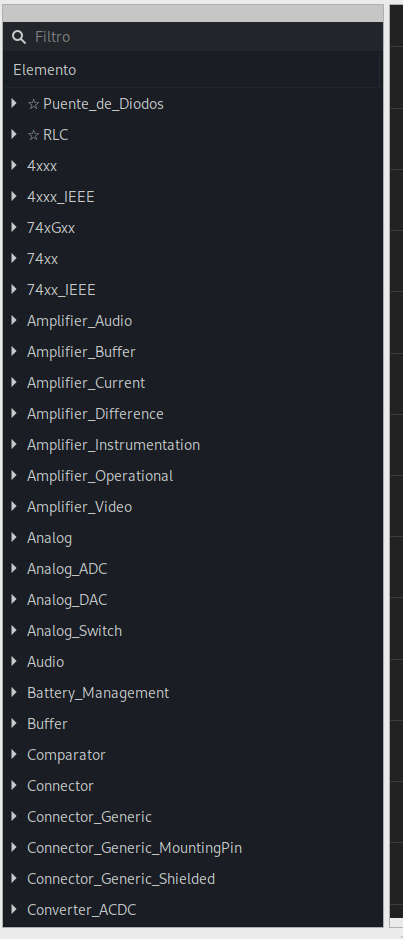 Filtro
Elemento
☆ Puente_de_Diodos
☆ RLC
4xxx
4xxx_IEEE
74xGxx
74xx
74xx_IEEE
Amplifier_Audio
Amplifier_Buffer
Amplifier_Current
Amplifier_Difference
Amplifier_Instrumentation
Amplifier_Operational
Amplifier_Video
Analog
Analog_ADC
Analog_DAC
Analog_Switch
Audio
Battery_Management
Buffer
Comparator
Connector
Connector_Generic
Connector_Generic_MountingPin
Connector_Generic_Shielded
Converter_ACDC